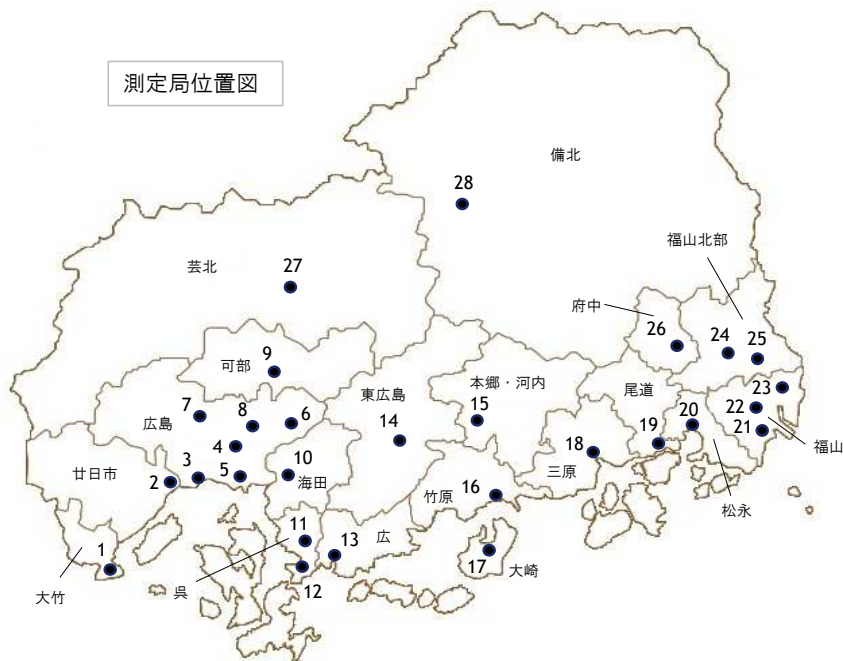 測定局位置図
備北
28
福山北部
芸北
27
府中
26
24
25
可部
9
東広島
本郷・河内
尾道
23
7
広島
8
6
14
15
22
20
21
4
19
福山
18
廿日市
3
5
10
海田
三原
2
竹原
16
松永
11
13
広
1
17
大崎
大竹
呉
12